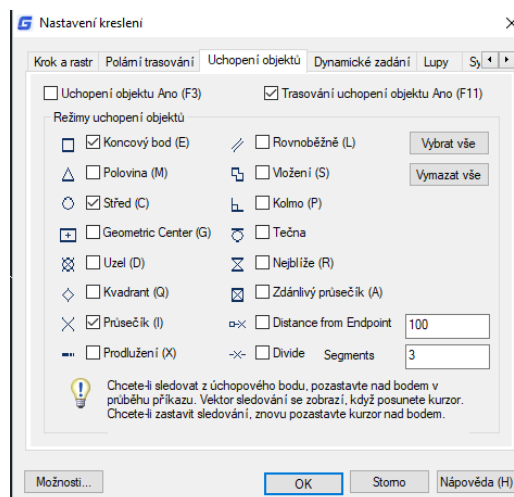 Nastavení kreslení
Krok a rastr Polární trasování Uchopení objektů Dynamické zadání Lupy Sy
Uchopení objektu Ano (F3) Trasování uchopení objektu Ano (F11)
Režimy uchopení objektů
Koncový bod (E) Rovnoběžně (L) Vybrat vše
Polovina (M) Vložení (S) Vymazat vše
Střed (C) Kolmo (P)
Geometric Center (G) Tečna
Uzel (D) Nejblíže (R)
Kvadrant (Q) Zdánlivý průsečík (A)
Průsečík (I) Distance from Endpoint 100
Prodlužení (X) Divide Segments 3
Chcete-li sledovat z úchopového bodu, pozastavte nad bodem v
průběhu příkazu. Vektor sledování se zobrazí, když posunete kurzor.
Chcete-li zastavit sledování, znovu pozastavte kurzor nad bodem.
Možnosti... OK Storno Nápověda (H)